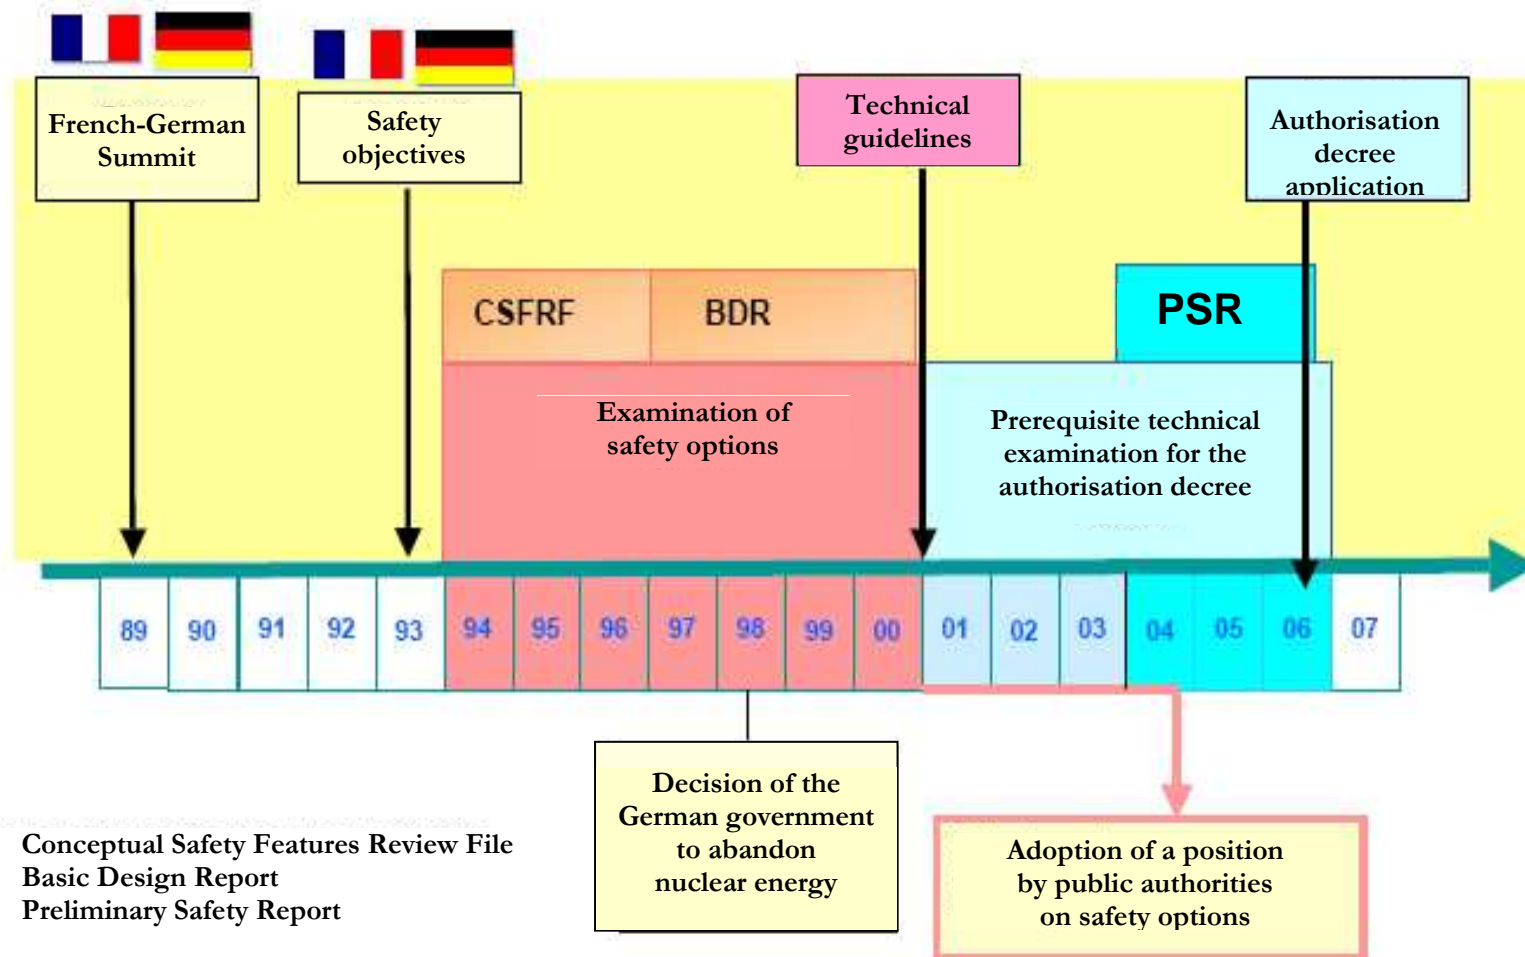 French-German
Summit
Safety
objectives
Technical
guidelines
Authorisation
decree
application
CSFRF
BDR
PSR
Examination of
safety options
Prerequisite technical
examination for the
authorisation decree
89 90 91 92 93 94 95 96 97 98 99 00 01 02 03 04 05 06 07
Decision of the
German government
to abandon
nuclear energy
Adoption of a position
by public authorities
on safety options
Conceptual Safety Features Review File
Basic Design Report
Preliminary Safety Report